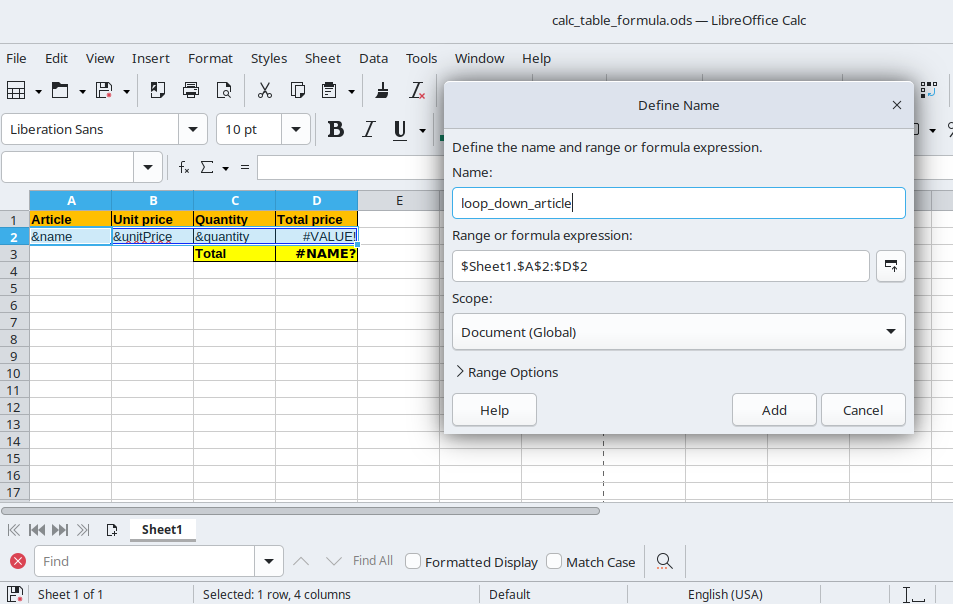 calc_table_formula.ods — LibreOffice Calc
File Edit View Insert Format Styles Sheet Data Tools Window Help
Define Name
Liberation Sans 10 pt B I U
Define the name and range or formula expression.
Name:
loop_down_article
Range or formula expression:
$Sheet1.$A$2:$D$2
Scope:
Document (Global)
Range Options
Help Add Cancel
fx Σ =
A B C D E
1 Article Unit price Quantity Total price
2 &name &unitPrice &quantity #VALUE!
3 Total #NAME?
4
5
6
7
8
9
10
11
12
13
14
15
16
17
Sheet1
Find Find All Formatted Display Match Case
Sheet 1 of 1 Selected: 1 row, 4 columns Default English (USA)